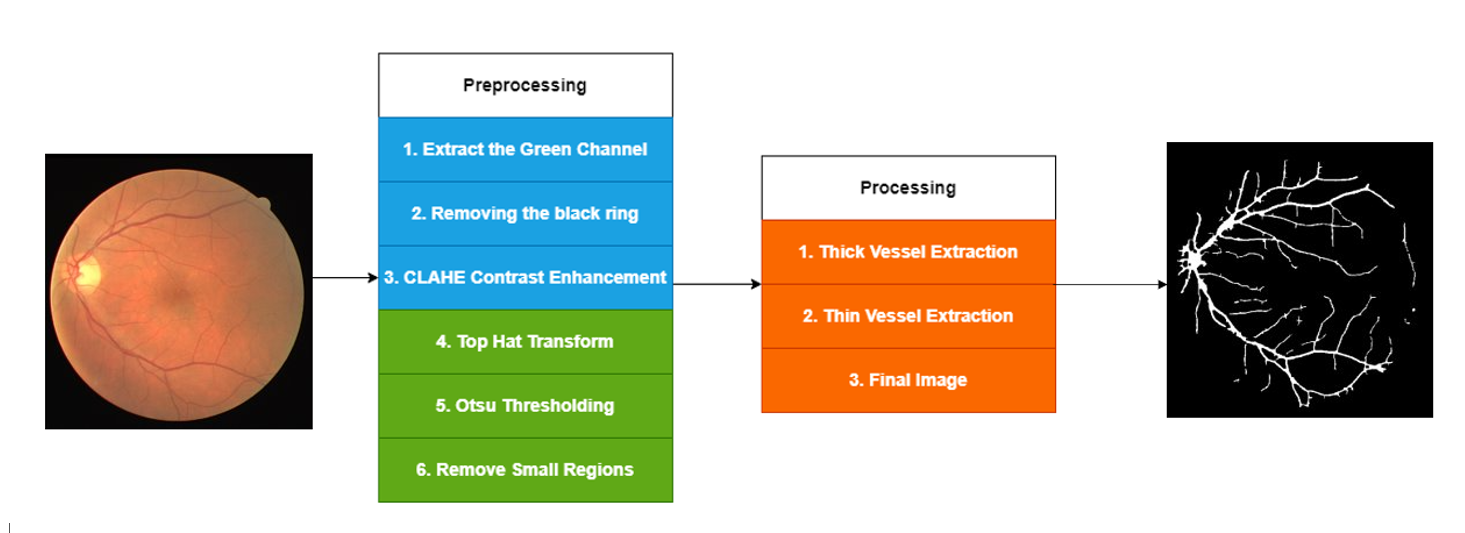 Preprocessing
1. Extract the Green Channel
2. Removing the black ring
3. CLAHE Contrast Enhancement
4. Top Hat Transform
5. Otsu Thresholding
6. Remove Small Regions
Processing
1. Thick Vessel Extraction
2. Thin Vessel Extraction
3. Final Image